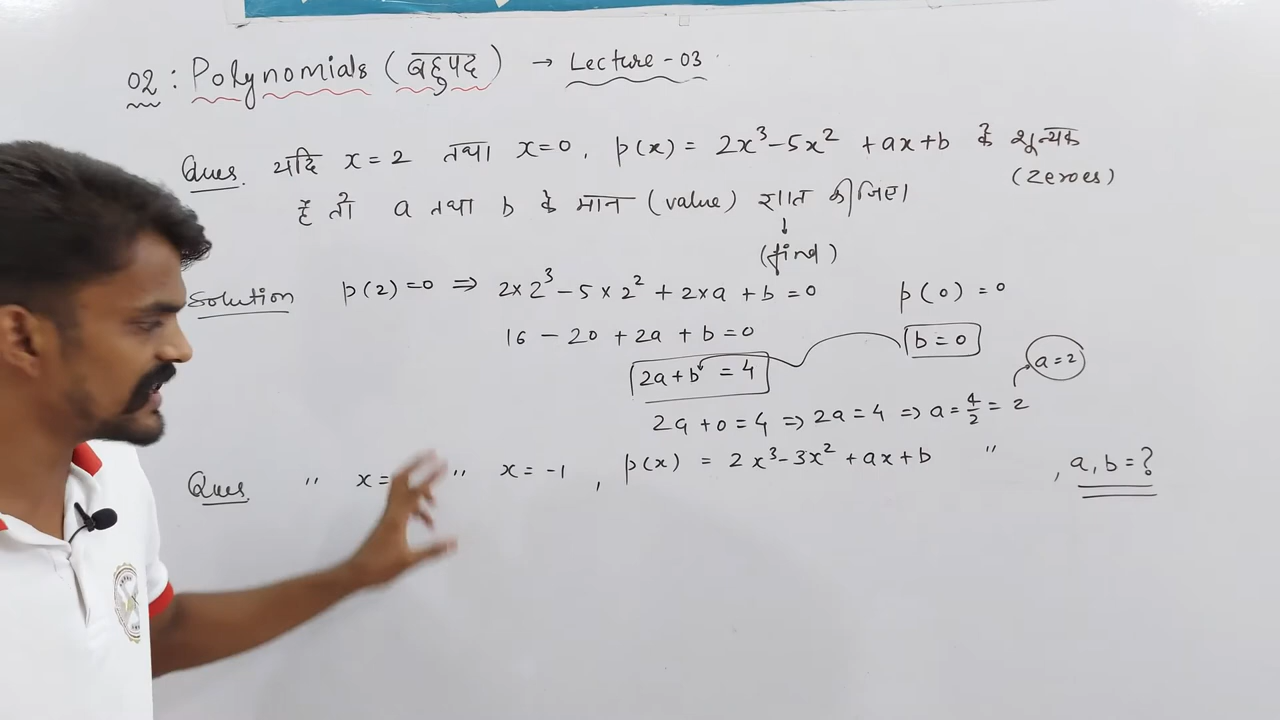 02 : Polynomials (बहुपद) → Lecture - 03
Ques. यदि x = 2 तथा x = 0, p(x) = 2x³ - 5x² + ax + b के शून्यक
(Zeroes)
हैं तो a तथा b के मान (value) ज्ञात कीजिए।
↓
(find)
Solution p(2) = 0 ⇒ 2 × 2³ - 5 × 2² + 2 × a + b = 0 p(0) = 0
16 - 20 + 2a + b = 0 b = 0
2a + b = 4 a = 2
2a + 0 = 4 ⇒ 2a = 4 ⇒ a = 4/2 = 2
Ques. " x = " x = -1, p(x) = 2x³ - 3x² + ax + b " , a, b = ?